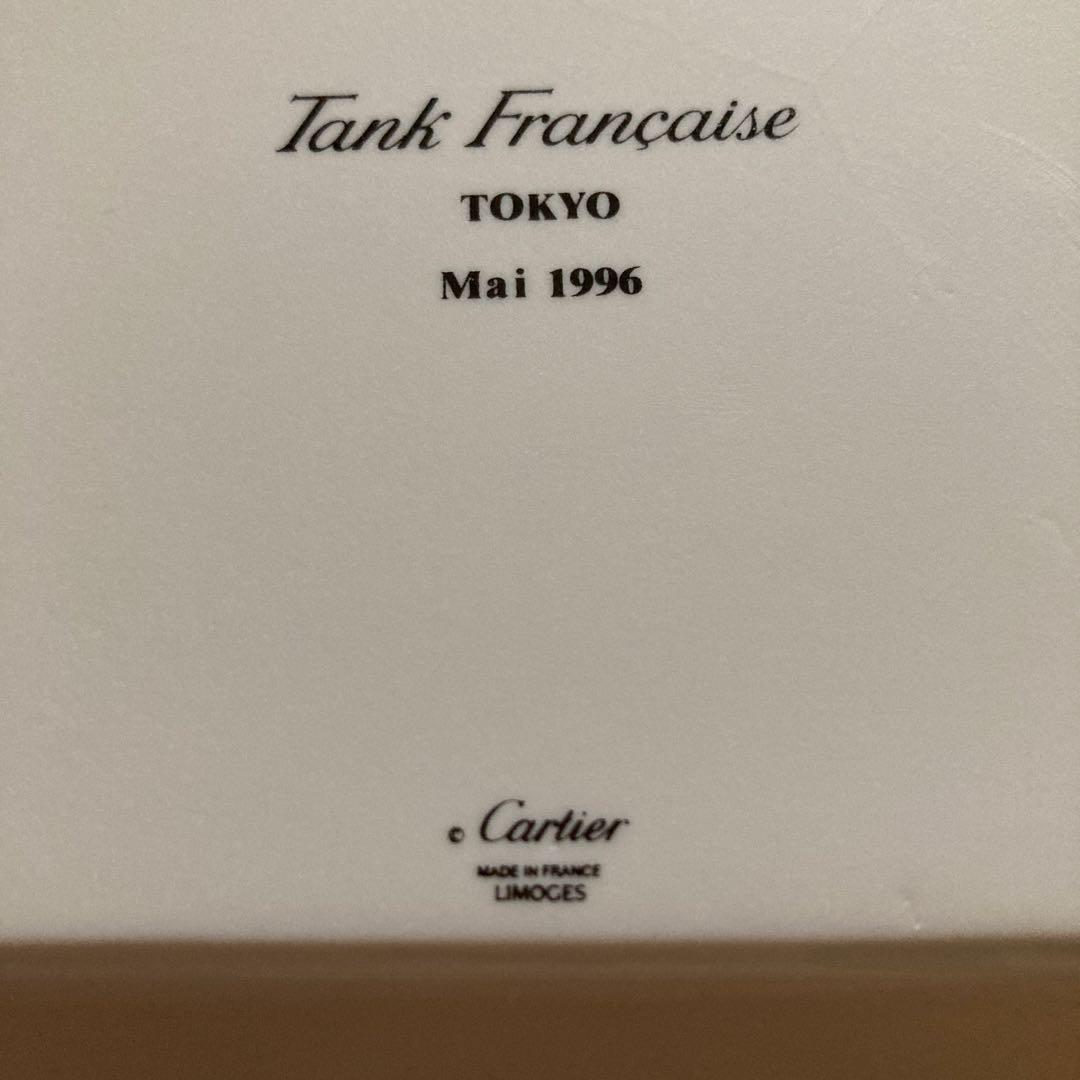 Tank Française
TOKYO
Mai 1996
© Cartier
MADE IN FRANCE
LIMOGES